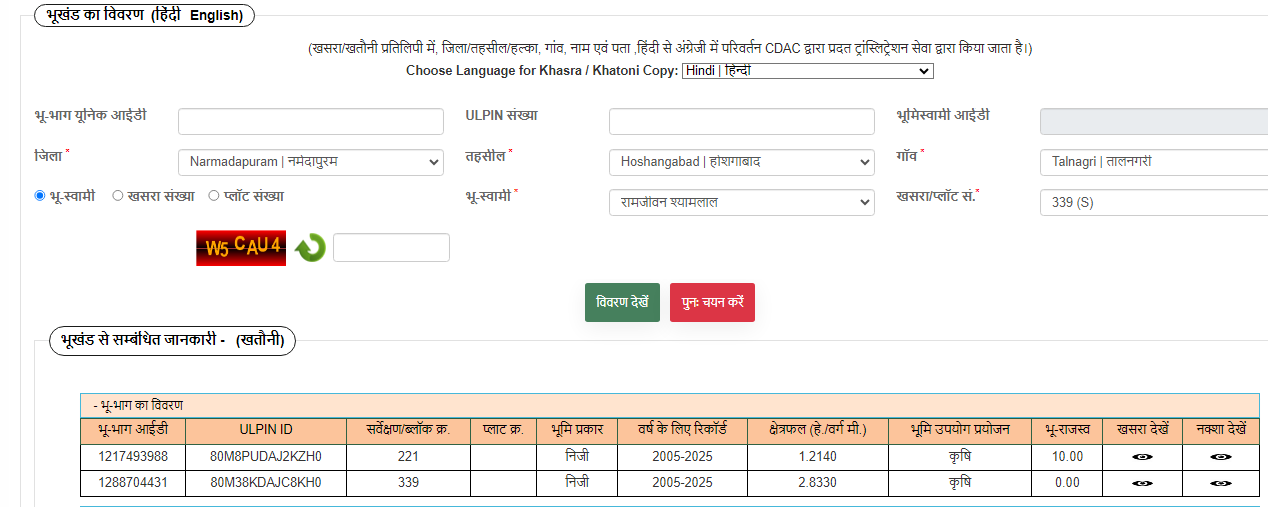 भूखंड का विवरण (हिंदी English)
(खसरा/खतौनी प्रतिलिपी में, जिला/तहसील/हल्का, गांव, नाम एवं पता ,हिंदी से अंग्रेजी में परिवर्तन CDAC द्वारा प्रदत ट्रांस्लिट्रेशन सेवा द्वारा किया जाता है।)
Choose Language for Khasra / Khatoni Copy: Hindi | हिन्दी
भू-भाग यूनिक आईडी ULPIN संख्या भूमिस्वामी आईडी
जिला * Narmadapuram | नर्मदापुरम तहसील * Hoshangabad | होशंगाबाद गाँव * Talnagri | तालनगरी
भू-स्वामी खसरा संख्या प्लॉट संख्या भू-स्वामी * रामजीवन श्यामलाल खसरा/प्लॉट सं.* 339 (S)
W5 CAU4
विवरण देखें पुनः चयन करें
भूखंड से सम्बंधित जानकारी - (खतौनी)
- भू-भाग का विवरण
भू-भाग आईडी ULPIN ID सर्वेक्षण/ब्लॉक क्र. प्लाट क्र. भूमि प्रकार वर्ष के लिए रिकॉर्ड क्षेत्रफल (हे./वर्ग मी.) भूमि उपयोग प्रयोजन भू-राजस्व खसरा देखें नक्शा देखें
1217493988 80M8PUDAJ2KZH0 221 निजी 2005-2025 1.2140 कृषि 10.00
1288704431 80M38KDAJC8KH0 339 निजी 2005-2025 2.8330 कृषि 0.00